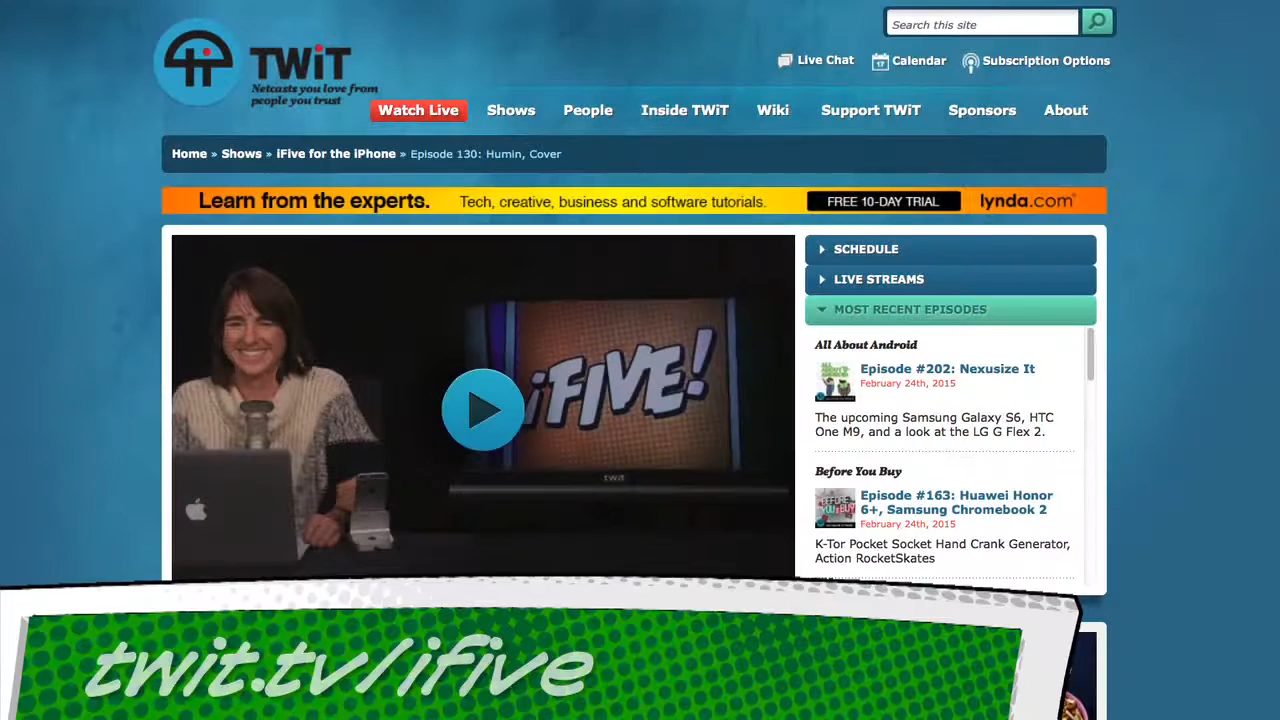 Search this site
TWiT
Netcasts you love from
people you trust
Live Chat
17
Calendar
Subscription Options
Watch Live
Shows
People
Inside TWiT
Wiki
Support TWiT
Sponsors
About
Home » Shows » iFive for the iPhone » Episode 130: Humin, Cover
Learn from the experts. Tech, creative, business and software tutorials. FREE 10-DAY TRIAL lynda.com®
iFIVE!
TWiT
SCHEDULE
LIVE STREAMS
MOST RECENT EPISODES
All About Android
Episode #202: Nexusize It
February 24th, 2015
The upcoming Samsung Galaxy S6, HTC
One M9, and a look at the LG G Flex 2.
Before You Buy
BEFORE
YOU BUY
Episode #163: Huawei Honor
6+, Samsung Chromebook 2
February 24th, 2015
K-Tor Pocket Socket Hand Crank Generator,
Action RocketSkates
twit.tv/ifive